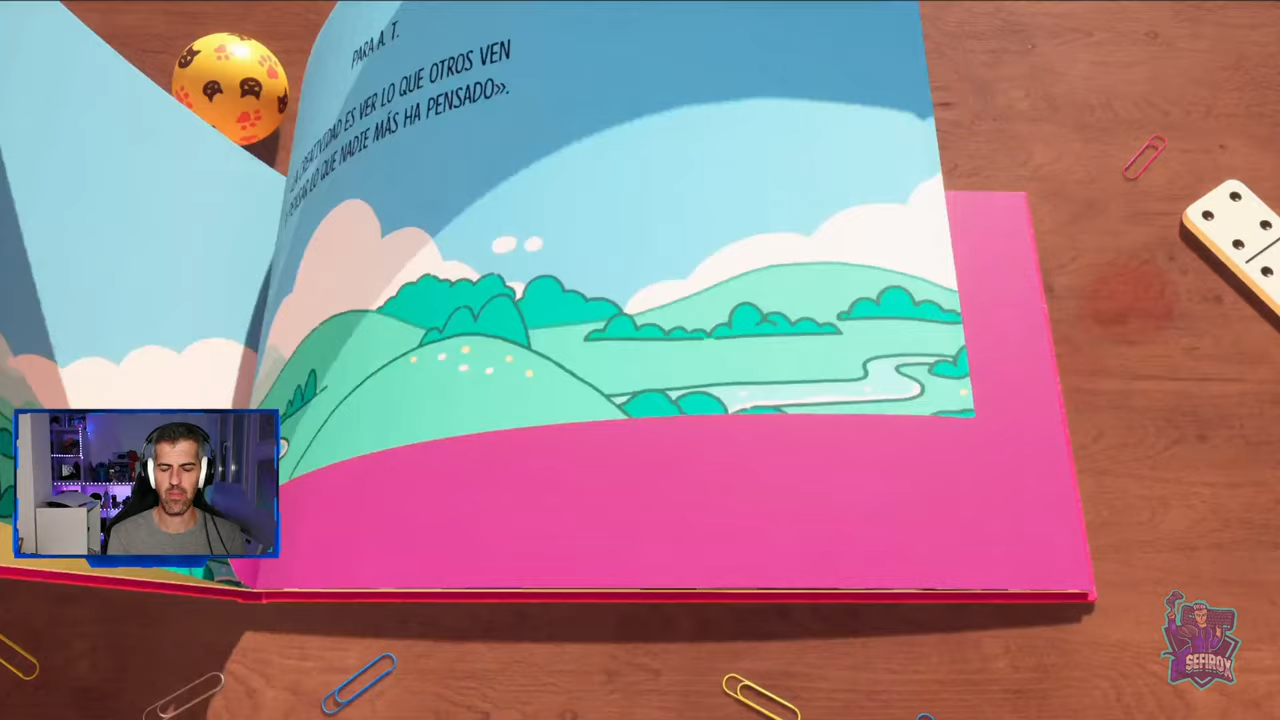 PARA A. T.
«LA CREATIVIDAD ES VER LO QUE OTROS VEN
Y PENSAR LO QUE NADIE MÁS HA PENSADO».
SEFIROX